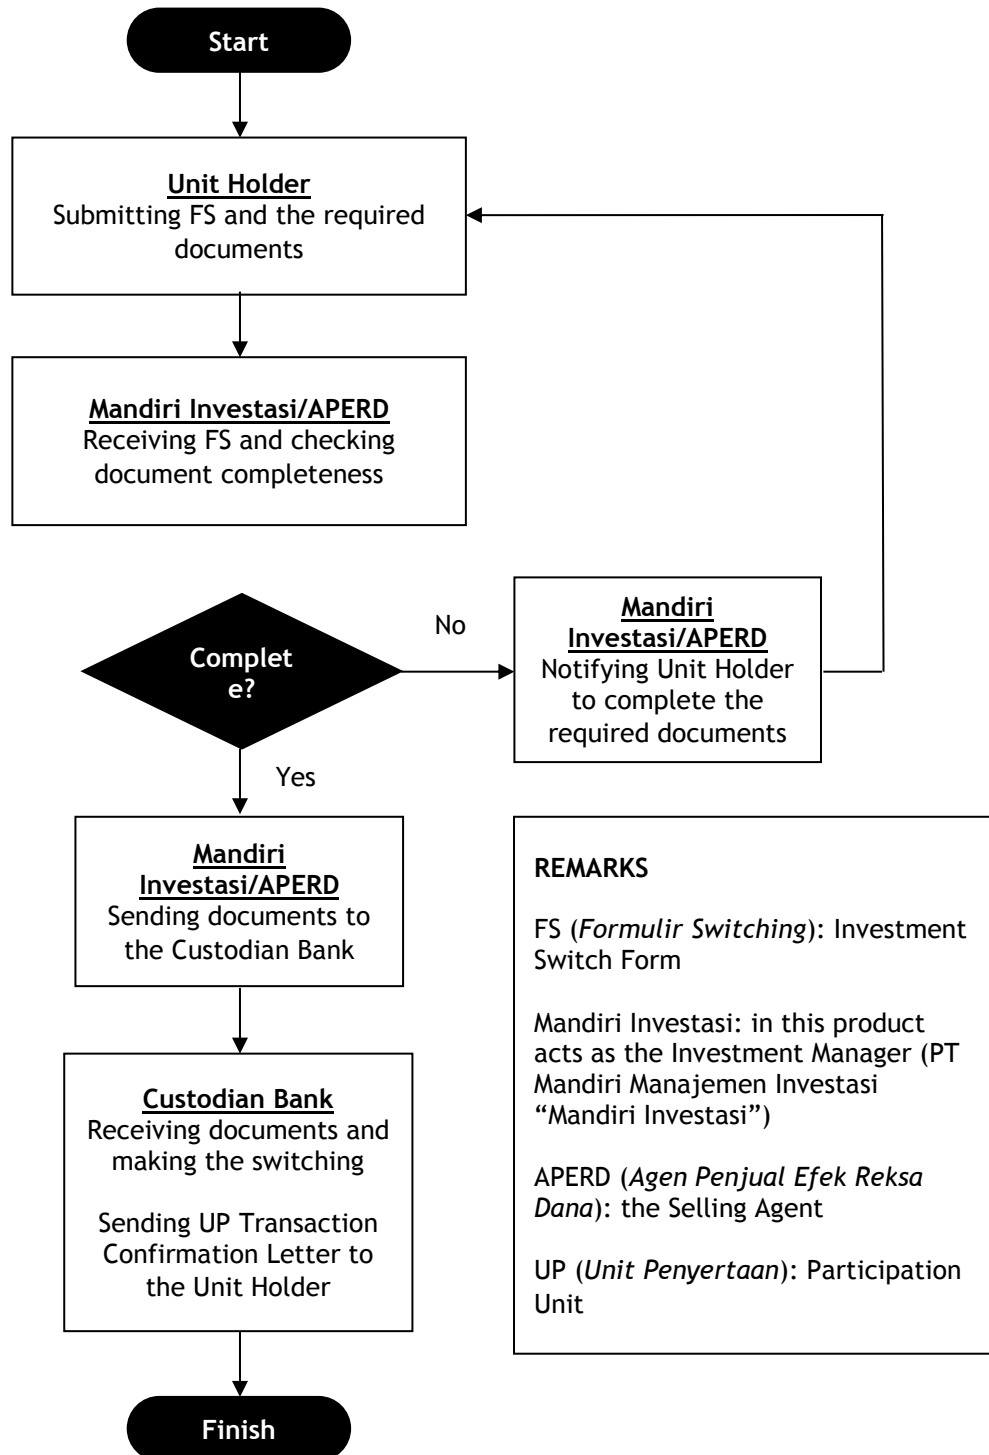 Start
Unit Holder
Submitting FS and the required
documents
Mandiri Investasi/APERD
Receiving FS and checking
document completeness
Complet
e?
No
Mandiri
Investasi/APERD
Notifying Unit Holder
to complete the
required documents
Yes
Mandiri
Investasi/APERD
Sending documents to
the Custodian Bank
Custodian Bank
Receiving documents and
making the switching
Sending UP Transaction
Confirmation Letter to
the Unit Holder
Finish
REMARKS
FS (Formulir Switching): Investment
Switch Form
Mandiri Investasi: in this product
acts as the Investment Manager (PT
Mandiri Manajemen Investasi
“Mandiri Investasi”)
APERD (Agen Penjual Efek Reksa
Dana): the Selling Agent
UP (Unit Penyertaan): Participation
Unit